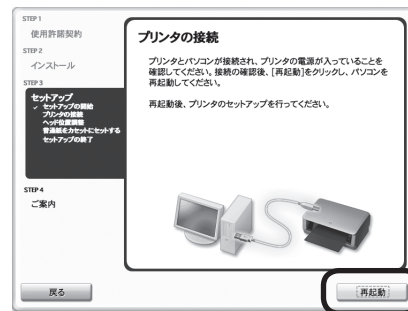 STEP 1
使用許諾契約
STEP 2
インストール
STEP 3
セットアップ
✓ セットアップの開始
プリンタの接続
ヘッド位置調整
普通紙をカセットにセットする
セットアップの終了
STEP 4
ご案内
プリンタの接続
プリンタとパソコンが接続され、プリンタの電源が入っていることを
確認してください。接続の確認後、[再起動]をクリックし、パソコンを
再起動してください。
再起動後、プリンタのセットアップを行ってください。
戻る
再起動